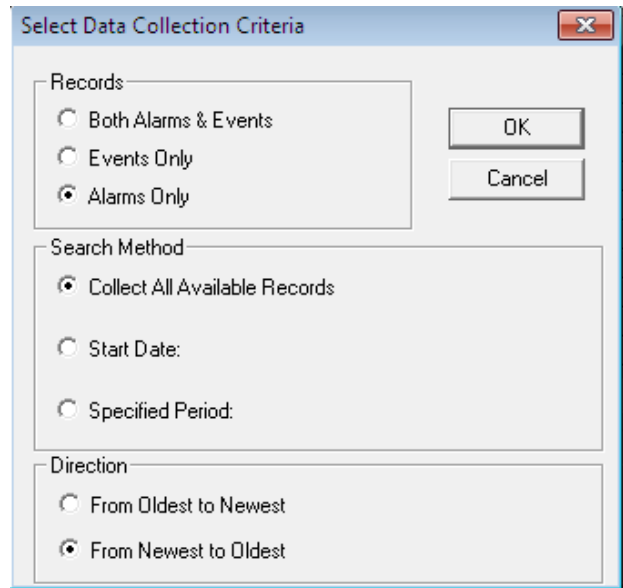 Select Data Collection Criteria
Records
Both Alarms & Events
Events Only
Alarms Only
OK
Cancel
Search Method
Collect All Available Records
Start Date:
Specified Period:
Direction
From Oldest to Newest
From Newest to Oldest